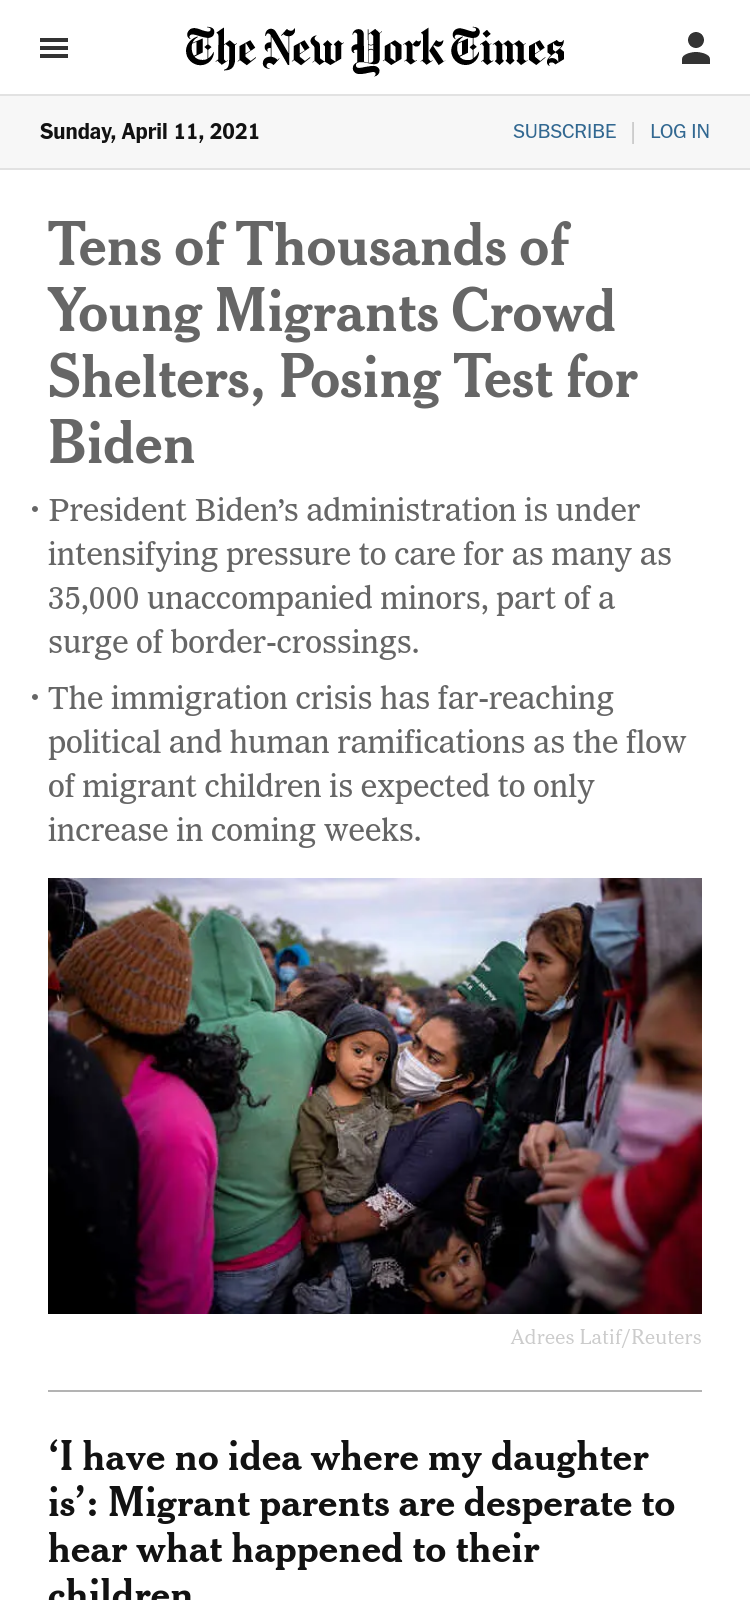 The New York Times
Sunday, April 11, 2021
SUBSCRIBE | LOG IN
Tens of Thousands of
Young Migrants Crowd
Shelters, Posing Test for
Biden
• President Biden’s administration is under
intensifying pressure to care for as many as
35,000 unaccompanied minors, part of a
surge of border-crossings.
• The immigration crisis has far-reaching
political and human ramifications as the flow
of migrant children is expected to only
increase in coming weeks.
Adrees Latif/Reuters
‘I have no idea where my daughter
is’: Migrant parents are desperate to
hear what happened to their
children